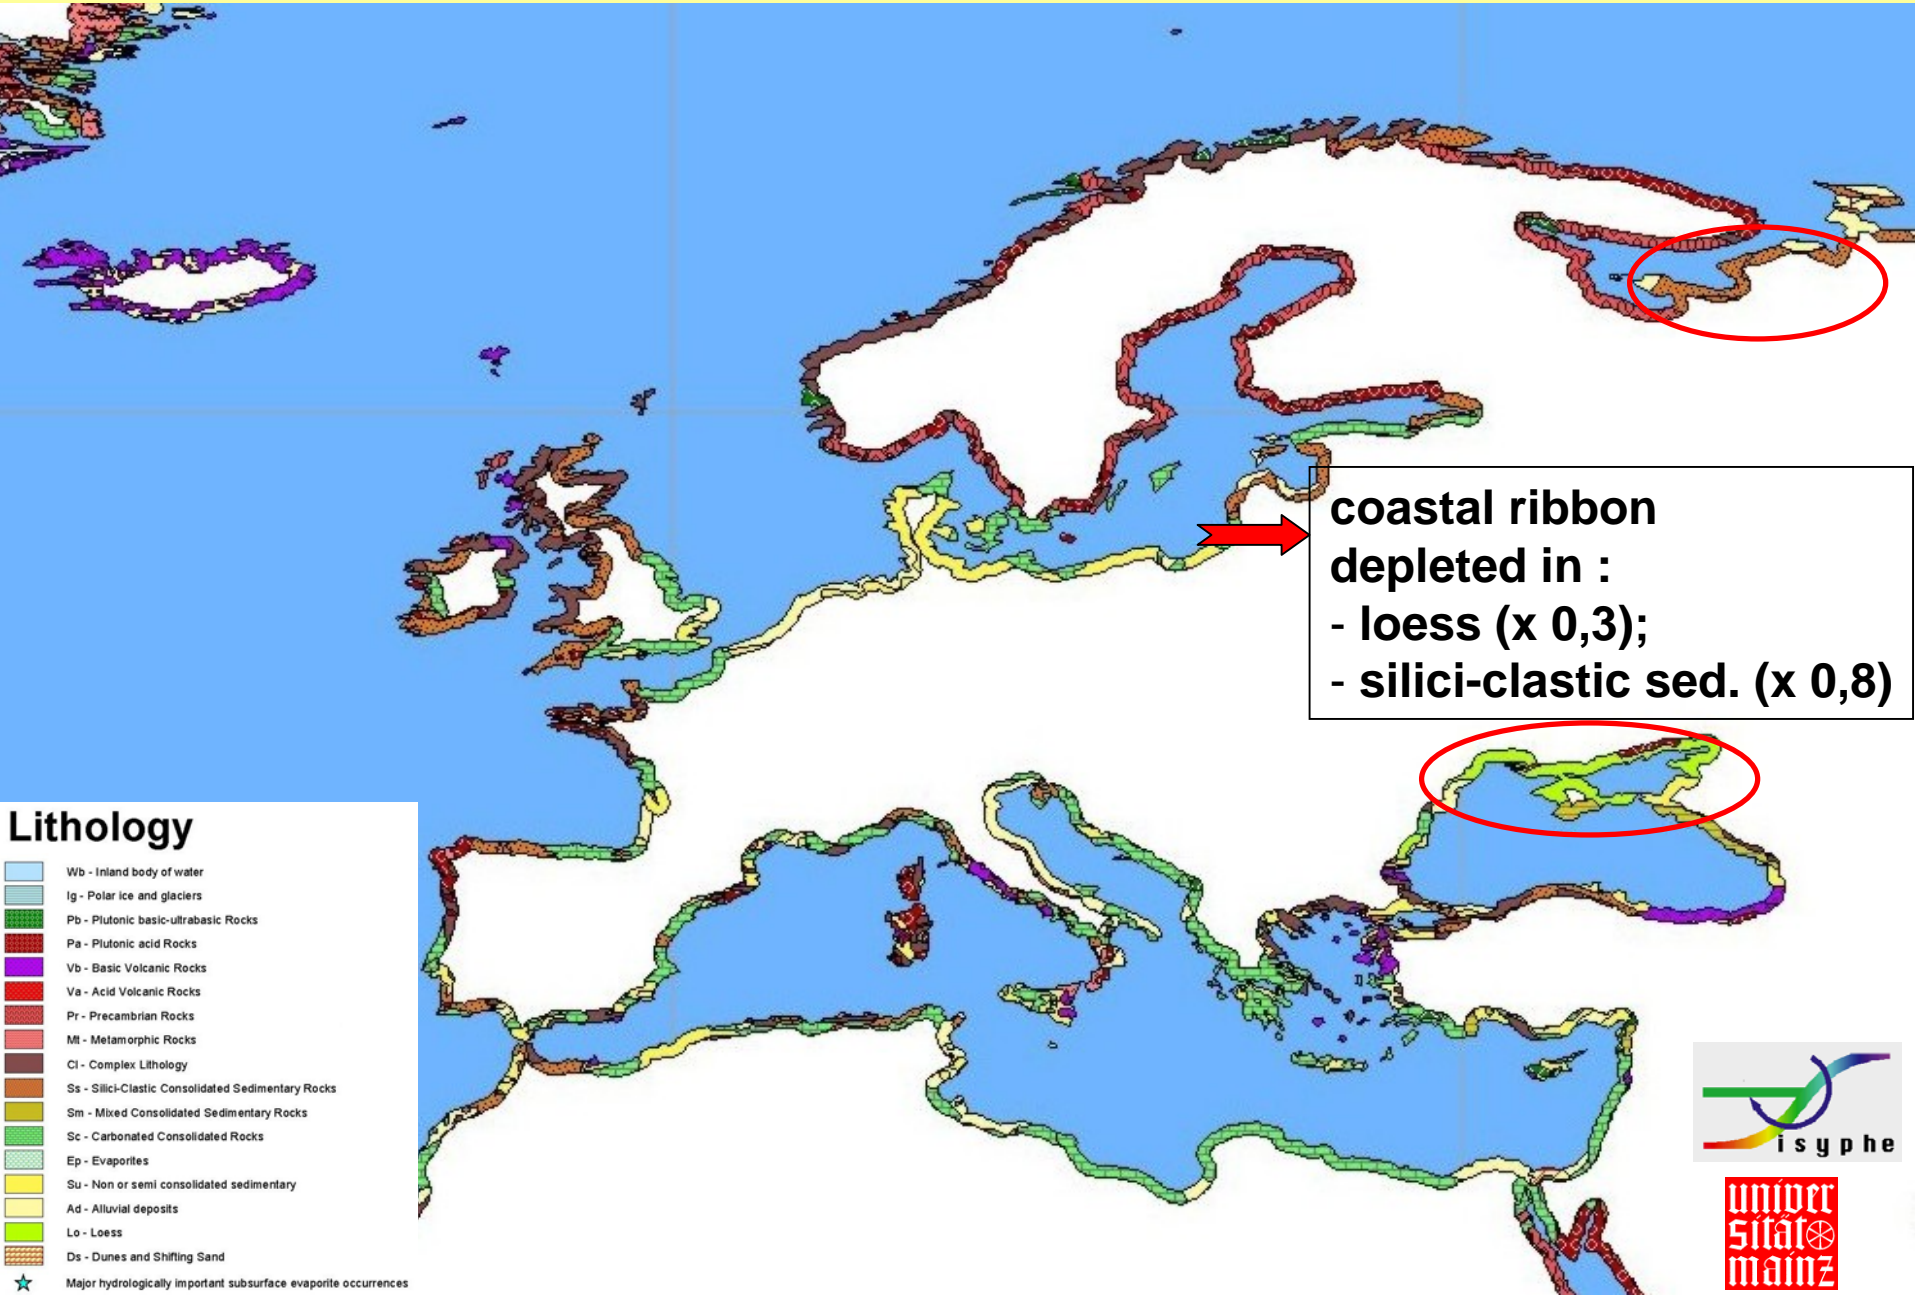 coastal ribbon
depleted in :
- loess (x 0,3);
- silici-clastic sed. (x 0,8)
Lithology
Wb - Inland body of water
Ig - Polar ice and glaciers
Pb - Plutonic basic-ultrabasic Rocks
Pa - Plutonic acid Rocks
Vb - Basic Volcanic Rocks
Va - Acid Volcanic Rocks
Pr - Precambrian Rocks
Mt - Metamorphic Rocks
Cl - Complex Lithology
Ss - Silici-Clastic Consolidated Sedimentary Rocks
Sm - Mixed Consolidated Sedimentary Rocks
Sc - Carbonated Consolidated Rocks
Ep - Evaporites
Su - Non or semi consolidated sedimentary
Ad - Alluvial deposits
Lo - Loess
Ds - Dunes and Shifting Sand
Major hydrologically important subsurface evaporite occurrences
isyphe
univer
sität
mainz